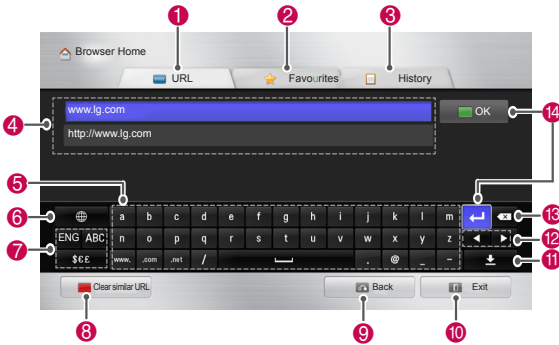 1 2 3
Browser Home
URL Favourites History
4 www.lg.com OK 14
http://www.lg.com
5
6 a b c d e f g h i j k l m 13
7 ENG ABC n o p q r s t u v w x y z 12
$€£ www. .com .net / . @ _ - 11
Clear similar URL Back Exit
8 9 10